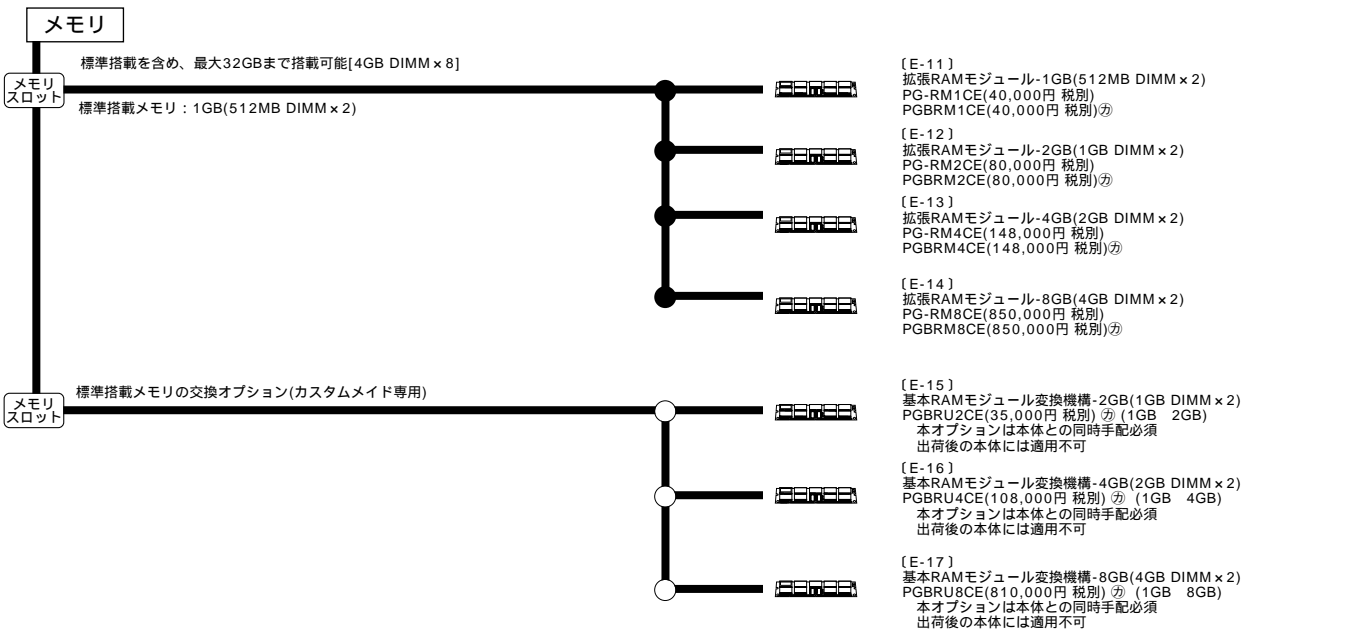 メモリ
メモリ
スロット
標準搭載を含め、最大32GBまで搭載可能[4GB DIMM×8]
標準搭載メモリ：1GB(512MB DIMM×2)
〔E-11〕
拡張RAMモジュール-1GB(512MB DIMM×2)
PG-RM1CE(40,000円 税別)
PGBRM1CE(40,000円 税別)㋕
〔E-12〕
拡張RAMモジュール-2GB(1GB DIMM×2)
PG-RM2CE(80,000円 税別)
PGBRM2CE(80,000円 税別)㋕
〔E-13〕
拡張RAMモジュール-4GB(2GB DIMM×2)
PG-RM4CE(148,000円 税別)
PGBRM4CE(148,000円 税別)㋕
〔E-14〕
拡張RAMモジュール-8GB(4GB DIMM×2)
PG-RM8CE(850,000円 税別)
PGBRM8CE(850,000円 税別)㋕
メモリ
スロット
標準搭載メモリの交換オプション(カスタムメイド専用)
〔E-15〕
基本RAMモジュール変換機構-2GB(1GB DIMM×2)
PGBRU2CE(35,000円 税別) ㋕ (1GB　2GB)
本オプションは本体との同時手配必須
出荷後の本体には適用不可
〔E-16〕
基本RAMモジュール変換機構-4GB(2GB DIMM×2)
PGBRU4CE(108,000円 税別) ㋕ (1GB　4GB)
本オプションは本体との同時手配必須
出荷後の本体には適用不可
〔E-17〕
基本RAMモジュール変換機構-8GB(4GB DIMM×2)
PGBRU8CE(810,000円 税別) ㋕ (1GB　8GB)
本オプションは本体との同時手配必須
出荷後の本体には適用不可